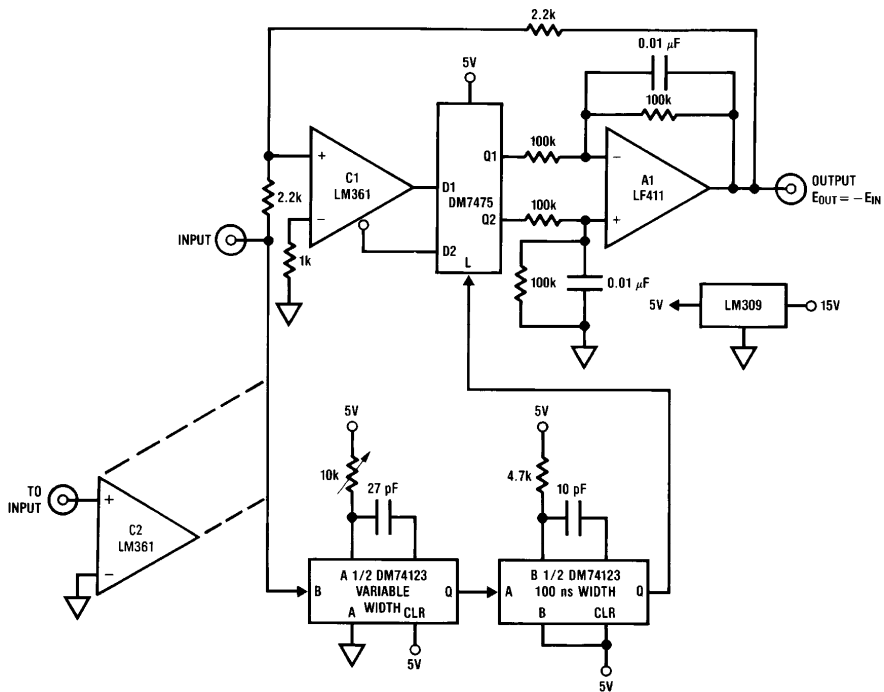 2.2k
0.01 μF
5V
100k
100k
Q1
C1
LM361
+
−
D1
DM7475
A1
LF411
−
+
OUTPUT
EOUT = −EIN
2.2k
100k
Q2
INPUT
1k
D2
L
100k
0.01 μF
5V
LM309
15V
5V
5V
10k
27 pF
4.7k
10 pF
TO
INPUT
+
C2
LM361
−
B
A 1/2 DM74123
VARIABLE
WIDTH
Q
A
CLR
5V
A
B 1/2 DM74123
100 ns WIDTH
Q
B
CLR
5V